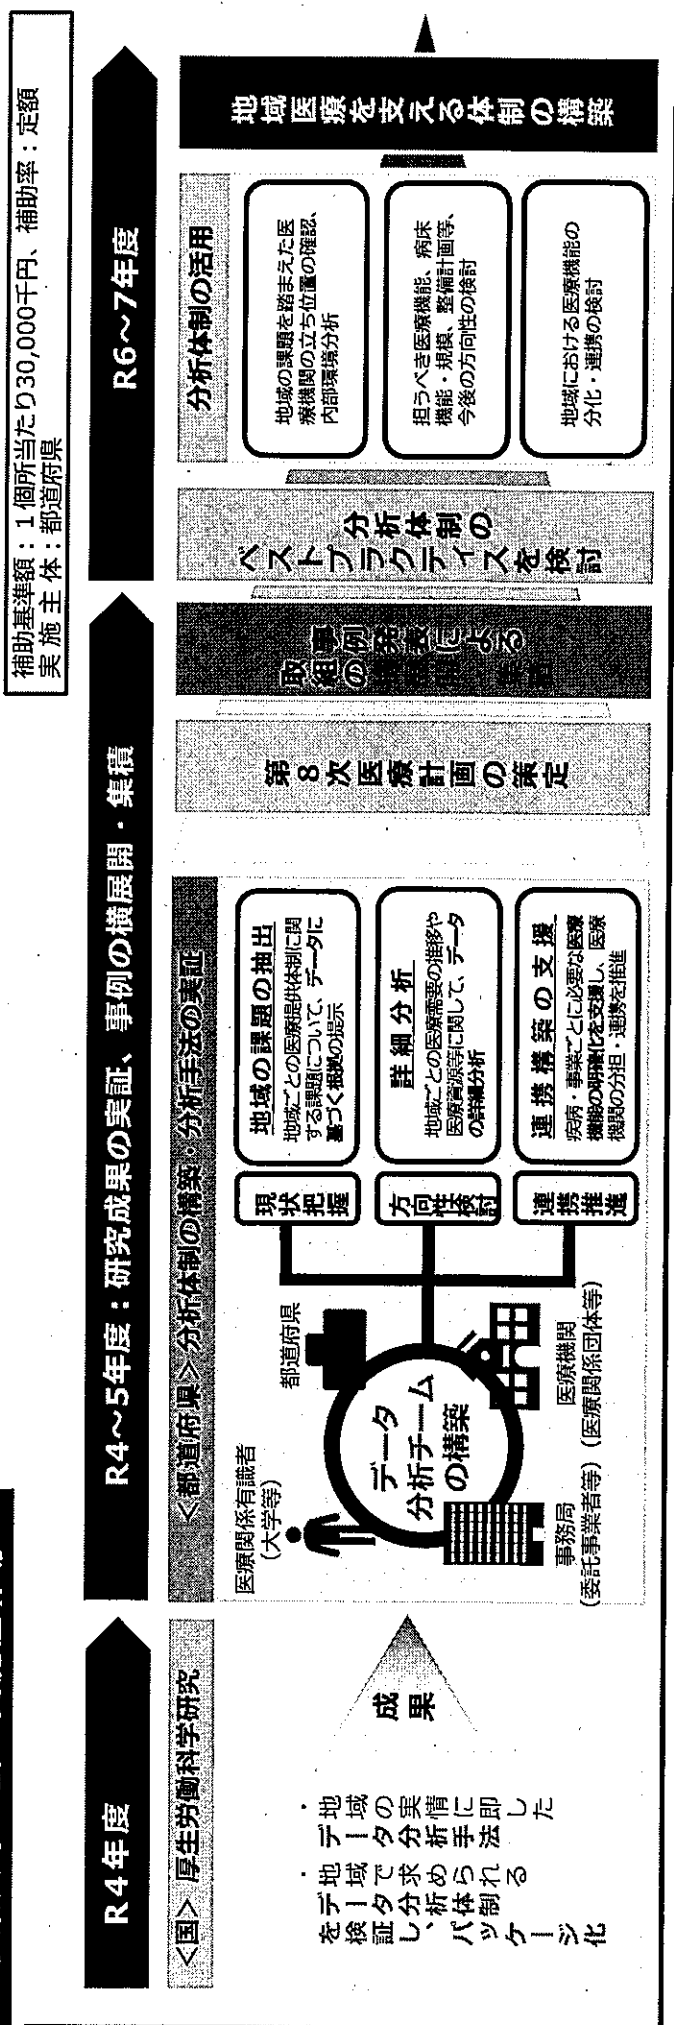 補助基準額：1個所当たり30,000千円、補助率：定額
実施主体：都道府県
R4年度
R4～5年度：研究成果の実証、事例の横展開・集積
R6～7年度
＜国＞厚生労働科学研究
・地域の実情に即した
データ分析手法
・地域で求められる
データ分析体制
を検証し、パッケージ化
成果
＜都道府県＞分析体制の構築・分析手法の実証
医療関係有識者
（大学等）
都道府県
データ
分析チーム
の構築
事務局
（委託事業者等）
医療機関
（医療関係団体等）
現状
把握
地域の課題の抽出
地域ごとの医療提供体制に関
する課題について、データに
基づく根拠の提示
方向性
検討
詳細分析
地域ごとの医療需要の推移や
医療資源等に関して、データ
の詳細分析
連携
推進
連携構築の支援
疾病・事業ごとに必要な医療
機能の明確化を支援し、医療
機関の分担・連携を推進
第8次医療計画の策定
事例発表による
取組の
分析体制の
ベストプラクティスを検討
分析体制の活用
地域の課題を踏まえた医
療機関の立ち位置の確認、
内部環境分析
担うべき医療機能、病床
機能・規模、整備計画等、
今後の方向性の検討
地域における医療機能の
分化・連携の検討
地域医療を支える体制の構築